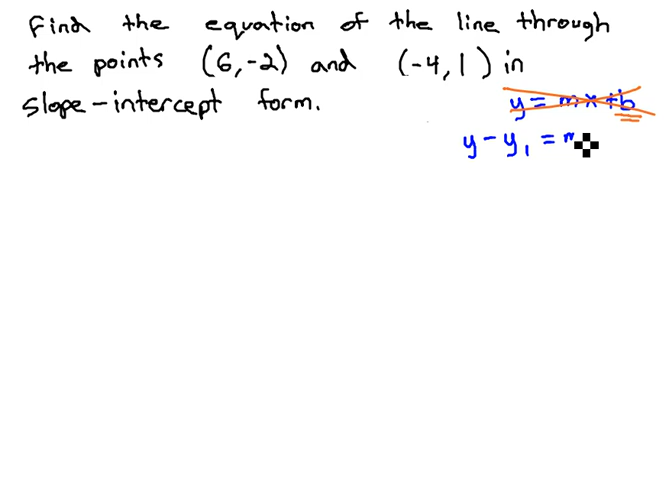 Find the equation of the line through
the points (6,-2) and (-4,1) in
slope-intercept form.
y = mx+b
y - y₁ = m